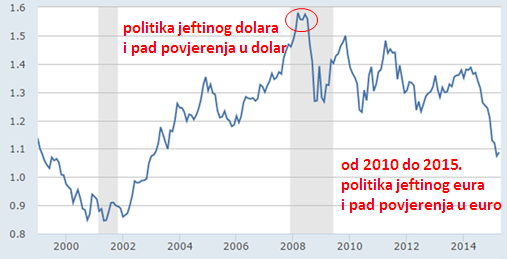 1.6
1.5
1.4
1.3
1.2
1.1
1.0
0.9
0.8
politika jeftinog dolara
i pad povjerenja u dolar
od 2010 do 2015.
politika jeftinog eura
i pad povjerenja u euro
2000 2002 2004 2006 2008 2010 2012 2014